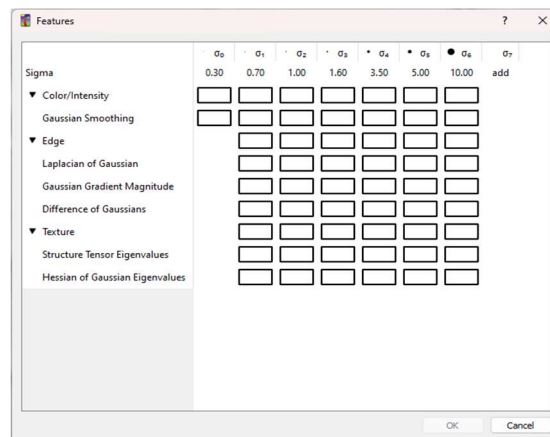 Features ? ×
σ₀ σ₁ σ₂ σ₃ σ₄ σ₅ σ₆ σ₇
Sigma 0.30 0.70 1.00 1.60 3.50 5.00 10.00 add
Color/Intensity
Gaussian Smoothing
Edge
Laplacian of Gaussian
Gaussian Gradient Magnitude
Difference of Gaussians
Texture
Structure Tensor Eigenvalues
Hessian of Gaussian Eigenvalues
OK Cancel